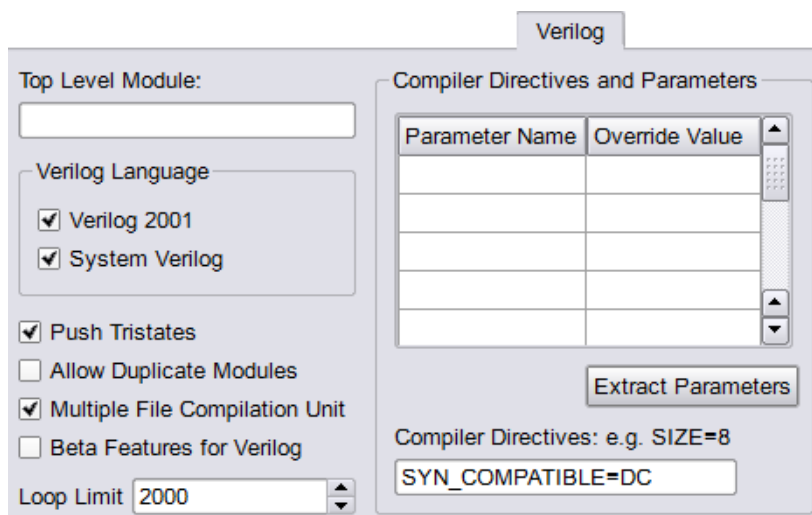 Verilog
Top Level Module:
Verilog Language
Verilog 2001
System Verilog
Push Tristates
Allow Duplicate Modules
Multiple File Compilation Unit
Beta Features for Verilog
Loop Limit 2000
Compiler Directives and Parameters
Parameter Name Override Value
Extract Parameters
Compiler Directives: e.g. SIZE=8
SYN_COMPATIBLE=DC